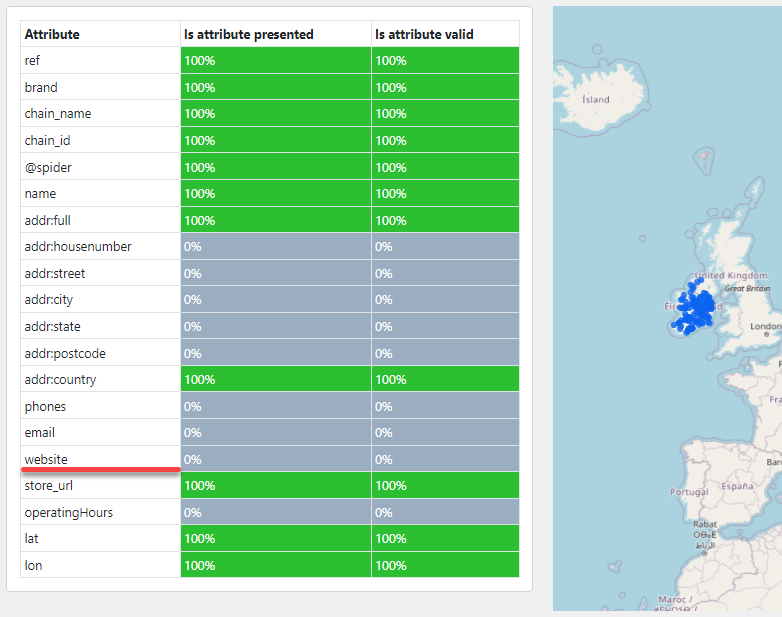 Attribute Is attribute presented Is attribute valid
ref 100% 100%
brand 100% 100%
chain_name 100% 100%
chain_id 100% 100%
@spider 100% 100%
name 100% 100%
addr:full 100% 100%
addr:housenumber 0% 0%
addr:street 0% 0%
addr:city 0% 0%
addr:state 0% 0%
addr:postcode 0% 0%
addr:country 100% 100%
phones 0% 0%
email 0% 0%
website 0% 0%
store_url 100% 100%
operatingHours 0% 0%
lat 100% 100%
lon 100% 100%
Ísland
United Kingdom
Great Britain
London
Fra
Bar
España
Portugal
Rabat
ⵔⴱⴰⵟ
الرباط
Maroc /